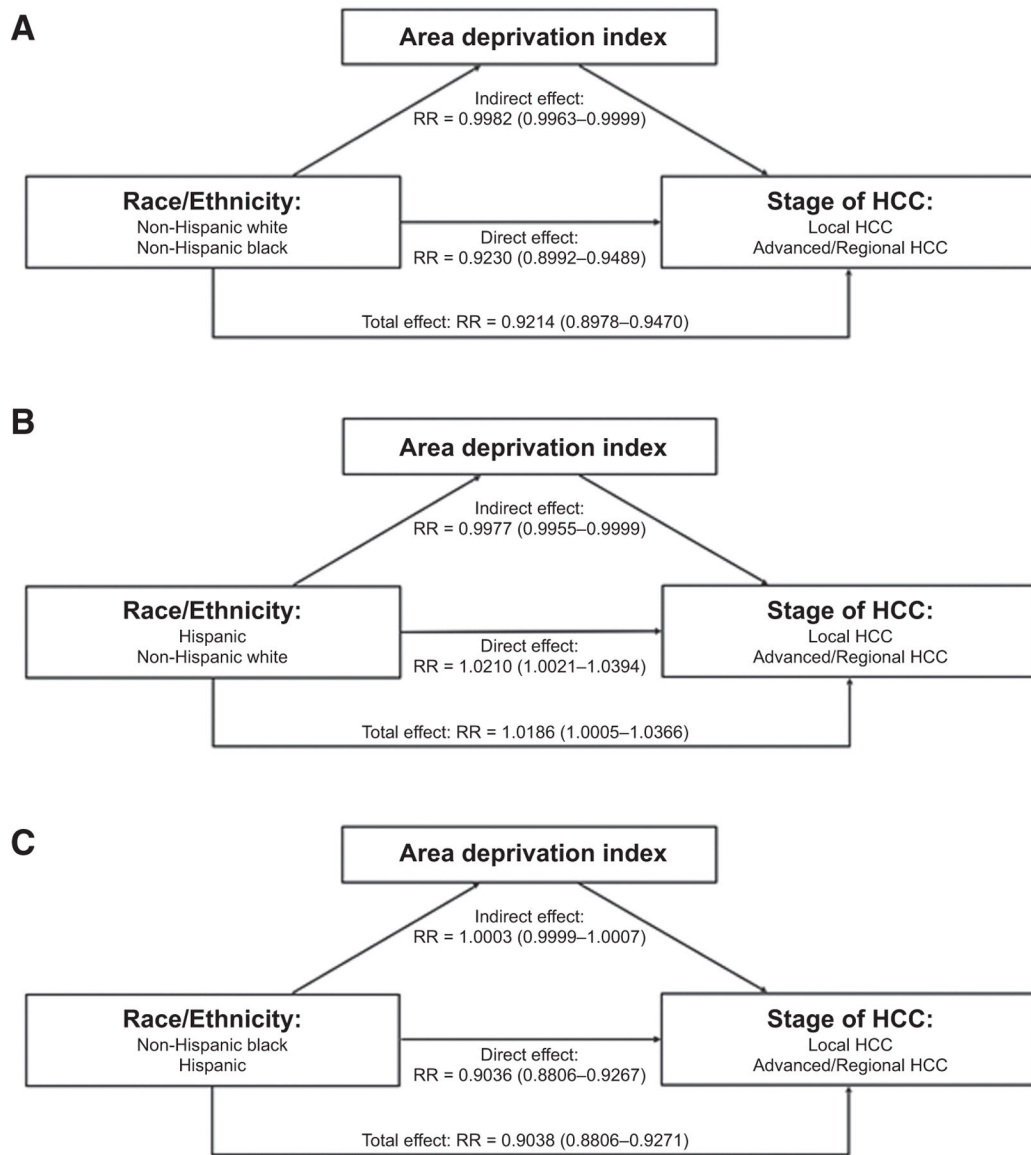 A
Area deprivation index
Indirect effect:
RR = 0.9982 (0.9963–0.9999)
Race/Ethnicity:
Non-Hispanic white
Non-Hispanic black
Direct effect:
RR = 0.9230 (0.8992–0.9489)
Stage of HCC:
Local HCC
Advanced/Regional HCC
Total effect: RR = 0.9214 (0.8978–0.9470)
B
Area deprivation index
Indirect effect:
RR = 0.9977 (0.9955–0.9999)
Race/Ethnicity:
Hispanic
Non-Hispanic white
Direct effect:
RR = 1.0210 (1.0021–1.0394)
Stage of HCC:
Local HCC
Advanced/Regional HCC
Total effect: RR = 1.0186 (1.0005–1.0366)
C
Area deprivation index
Indirect effect:
RR = 1.0003 (0.9999–1.0007)
Race/Ethnicity:
Non-Hispanic black
Hispanic
Direct effect:
RR = 0.9036 (0.8806–0.9267)
Stage of HCC:
Local HCC
Advanced/Regional HCC
Total effect: RR = 0.9038 (0.8806–0.9271)